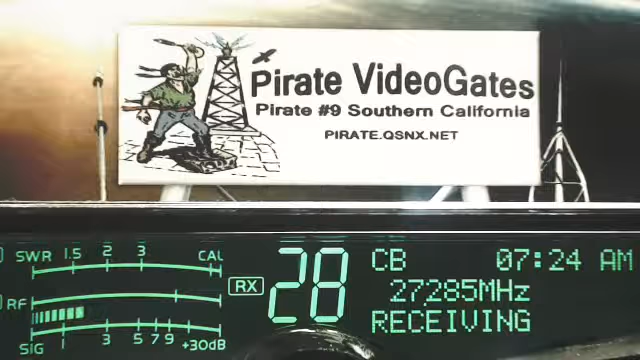 Pirate VideoGates
Pirate #9 Southern California
PIRATE.QSNX.NET
SWR 1.5 2 3 CAL
RX 28 CB 07:24 AM
27285MHz
RF
RECEIVING
1 3 5 7 9 +30dB
SIG